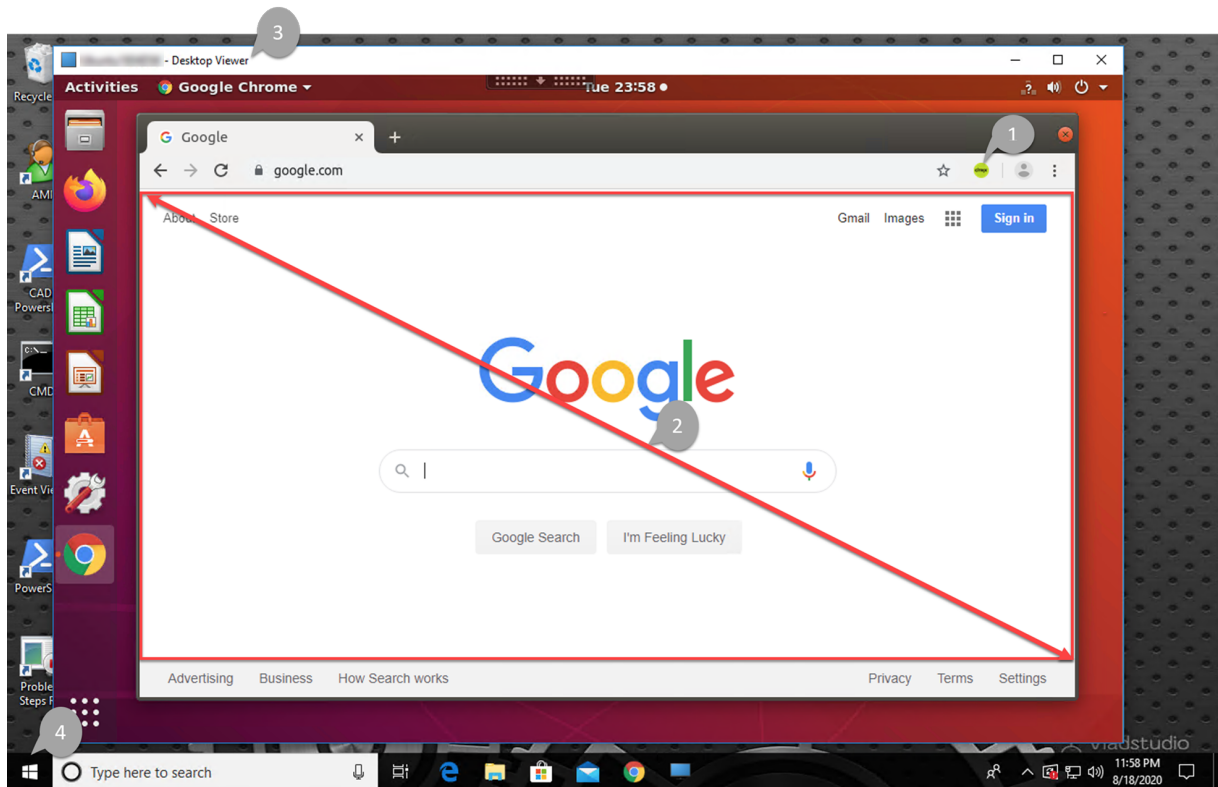 3
- Desktop Viewer
Recycle
Activities Google Chrome Tue 23:58
Google
1
google.com
AMI
About Store Gmail Images Sign in
CAD
Powersl
C:\_
Google
CMD
2
Event Vie
Google Search I'm Feeling Lucky
PowerS
Advertising Business How Search works Privacy Terms Settings
Proble
Steps F
4
vladstudio
Type here to search
11:58 PM
8/18/2020